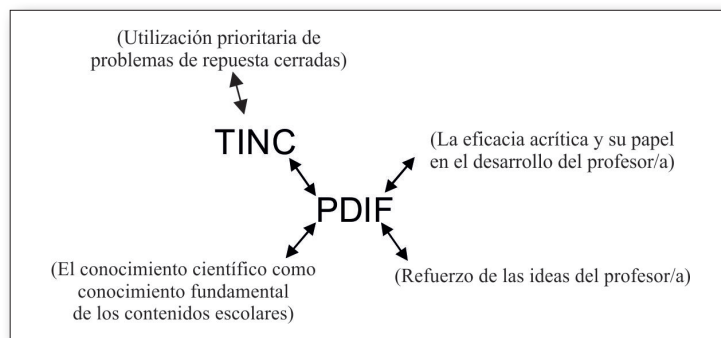 (Utilización prioritaria de
problemas de repuesta cerradas)
TINC
(La eficacia acrítica y su papel
en el desarrollo del profesor/a)
PDIF
(El conocimiento científico como
conocimiento fundamental
de los contenidos escolares)
(Refuerzo de las ideas del profesor/a)